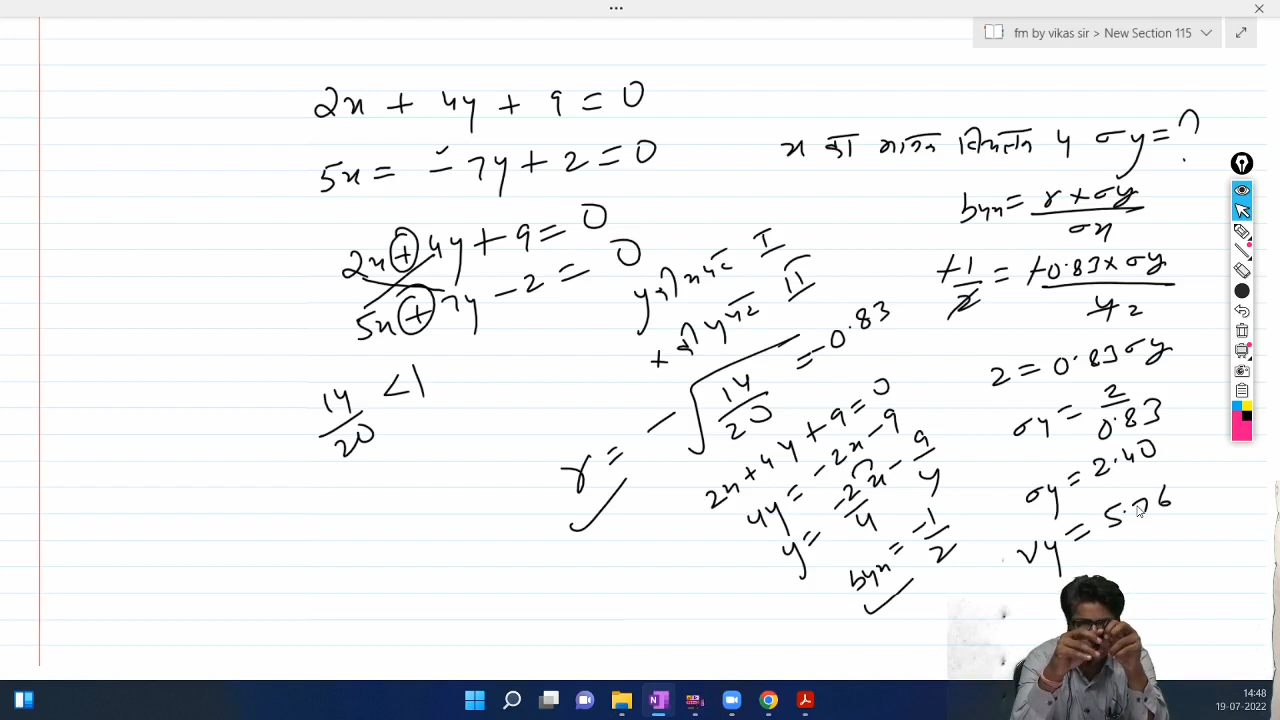 fm by vikas sir > New Section 115
2x + 4y + 9 = 0
5x = - 7y + 2 = 0
2x + 4y + 9 = 0
5x + 7y - 2 = 0
14/20 < 1
y का x पर I
x की y पर II
r = - √14/20 = -0.83
2x + 4y + 9 = 0
4y = -2x - 9
y = -2/4 x - 9/4
byx = -1/2
x का मानक विचलन 4 σy = ?
byx = r × σy / σx
+1/2 = +0.83 × σy / 4 2
2 = 0.83 σy
σy = 2/0.83
σy = 2.40
Vy = 5.76
14:48
19-07-2022